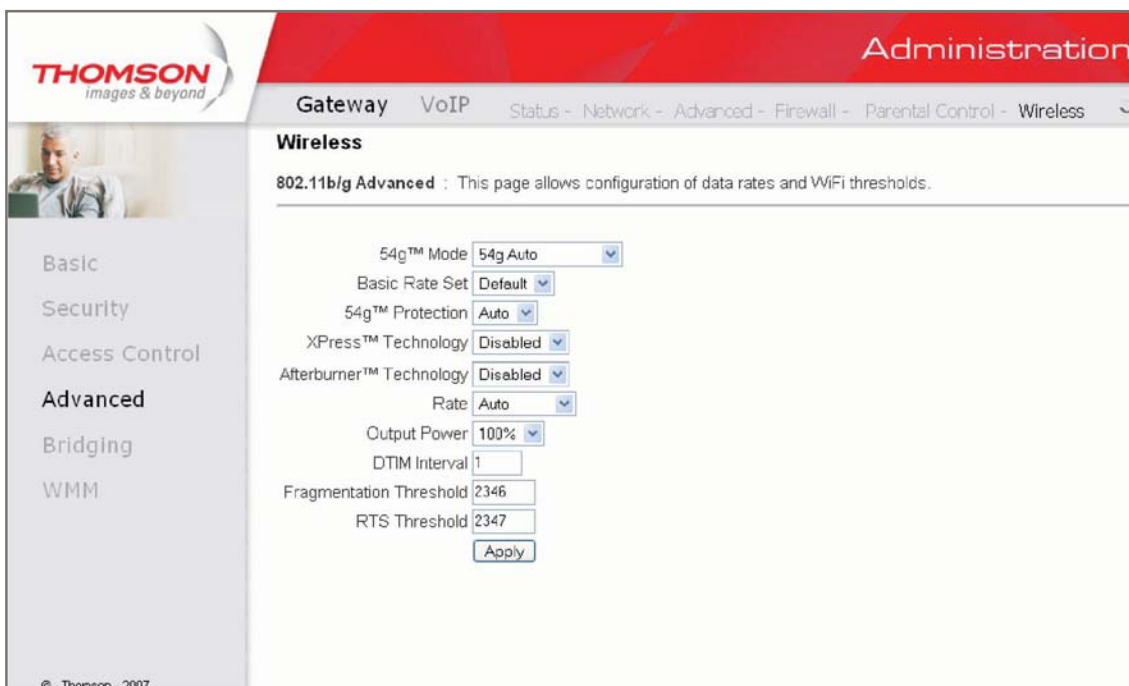 THOMSON
images & beyond
Administration
Gateway VoIP Status - Network - Advanced - Firewall - Parental Control - Wireless
Wireless
802.11b/g Advanced : This page allows configuration of data rates and WiFi thresholds.
Basic
Security
Access Control
Advanced
Bridging
WMM
54g™ Mode 54g Auto
Basic Rate Set Default
54g™ Protection Auto
XPress™ Technology Disabled
Afterburner™ Technology Disabled
Rate Auto
Output Power 100%
DTIM Interval 1
Fragmentation Threshold 2346
RTS Threshold 2347
Apply
© - Thomson - 2007